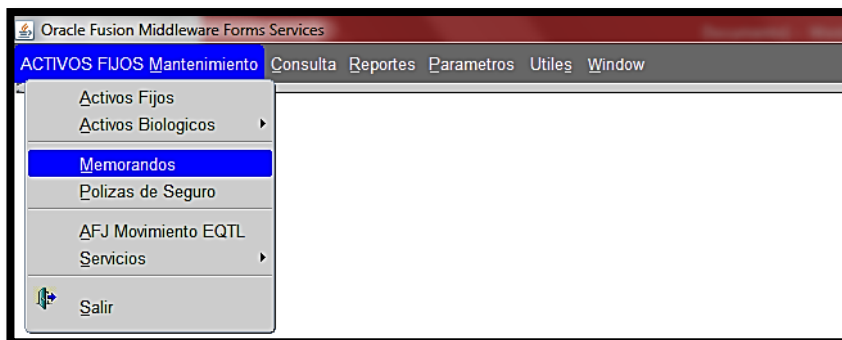 Oracle Fusion Middleware Forms Services
ACTIVOS FIJOS Mantenimiento Consulta Reportes Parametros Utiles Window
Activos Fijos
Activos Biologicos
Memorandos
Polizas de Seguro
AFJ Movimiento EQTL
Servicios
Salir